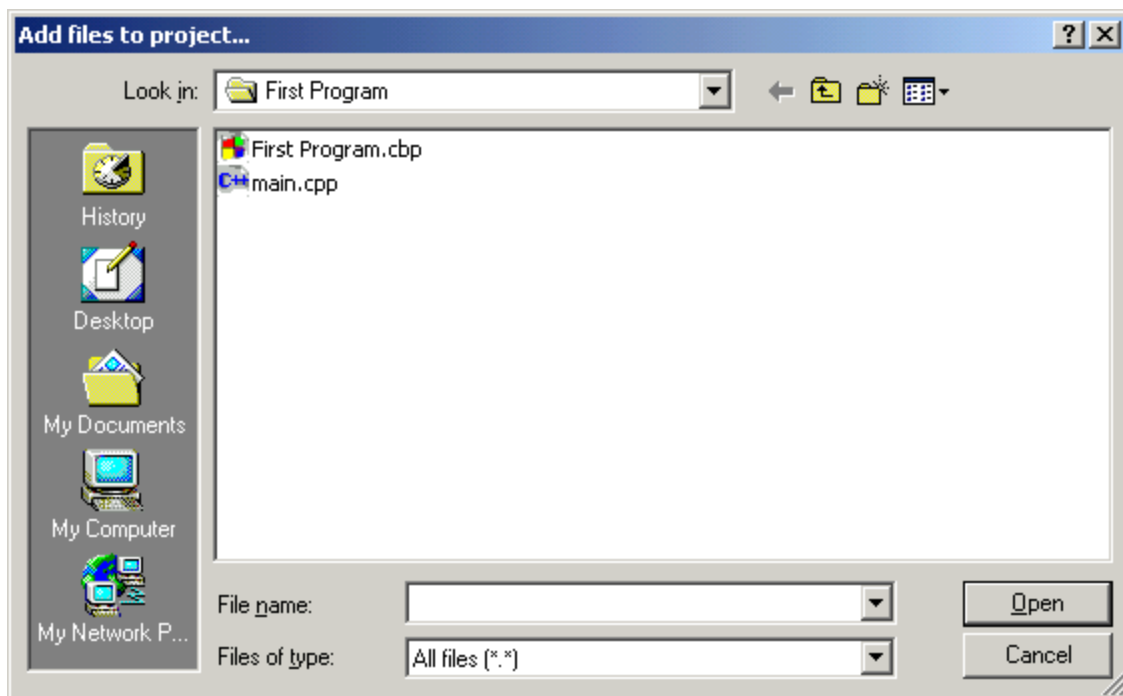 Add files to project...
Look in: First Program
First Program.cbp
C++ main.cpp
History
Desktop
My Documents
My Computer
My Network P...
File name:
Open
Files of type: All files (*.*)
Cancel